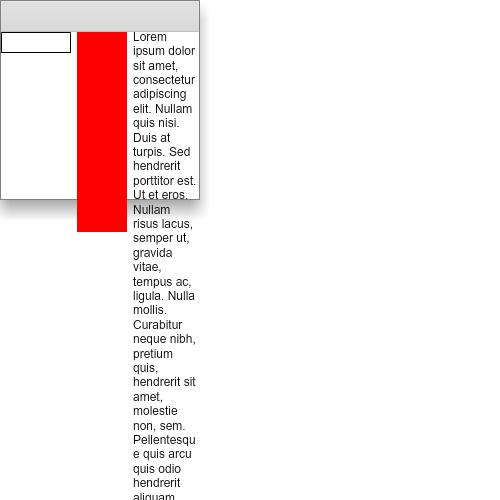 Lorem
ipsum dolor
sit amet,
consectetur
adipiscing
elit. Nullam
quis nisi.
Duis at
turpis. Sed
hendrerit
porttitor est.
Ut et eros.
Nullam
risus lacus,
semper ut,
gravida
vitae,
tempus ac,
ligula. Nulla
mollis.
Curabitur
neque nibh,
pretium
quis,
hendrerit sit
amet,
molestie
non, sem.
Pellentesqu
e quis arcu
quis odio
hendrerit
aliquam